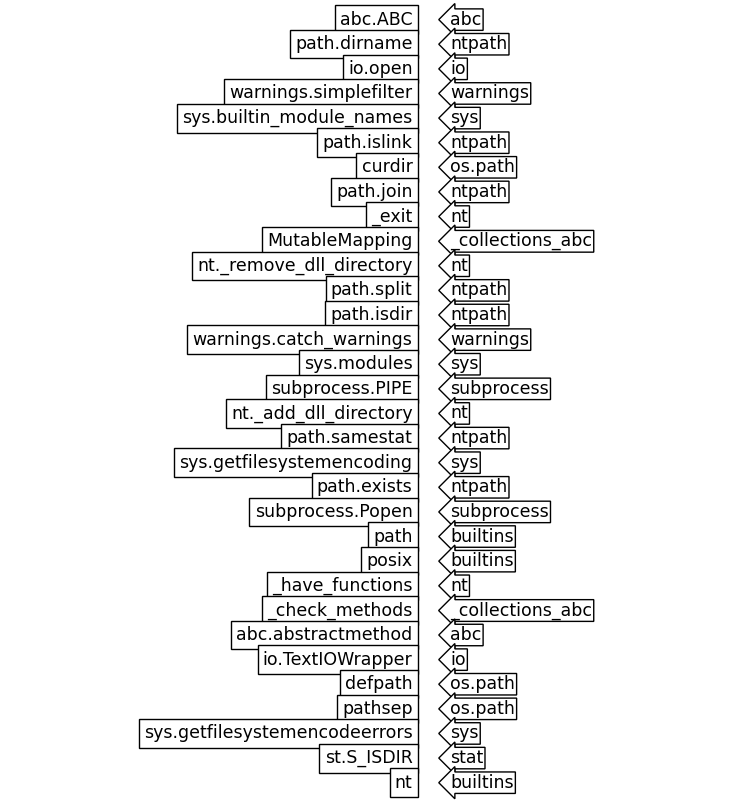 abc.ABC abc
path.dirname ntpath
io.open io
warnings.simplefilter warnings
sys.builtin_module_names sys
path.islink ntpath
curdir os.path
path.join ntpath
_exit nt
MutableMapping _collections_abc
nt._remove_dll_directory nt
path.split ntpath
path.isdir ntpath
warnings.catch_warnings warnings
sys.modules sys
subprocess.PIPE subprocess
nt._add_dll_directory nt
path.samestat ntpath
sys.getfilesystemencoding sys
path.exists ntpath
subprocess.Popen subprocess
path builtins
posix builtins
_have_functions nt
_check_methods _collections_abc
abc.abstractmethod abc
io.TextIOWrapper io
defpath os.path
pathsep os.path
sys.getfilesystemencodeerrors sys
st.S_ISDIR stat
nt builtins